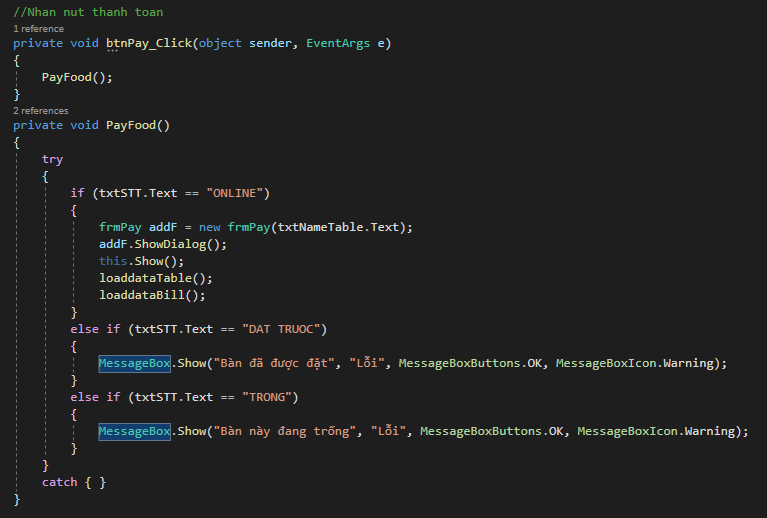 //Nhan nut thanh toan
1 reference
private void btnPay_Click(object sender, EventArgs e)
{
PayFood();
}
2 references
private void PayFood()
{
try
{
if (txtSTT.Text == "ONLINE")
{
frmPay addF = new frmPay(txtNameTable.Text);
addF.ShowDialog();
this.Show();
loaddataTable();
loaddataBill();
}
else if (txtSTT.Text == "DAT TRUOC")
{
MessageBox.Show("Bàn đã được đặt", "Lỗi", MessageBoxButtons.OK, MessageBoxIcon.Warning);
}
else if (txtSTT.Text == "TRONG")
{
MessageBox.Show("Bàn này đang trống", "Lỗi", MessageBoxButtons.OK, MessageBoxIcon.Warning);
}
}
catch { }
}